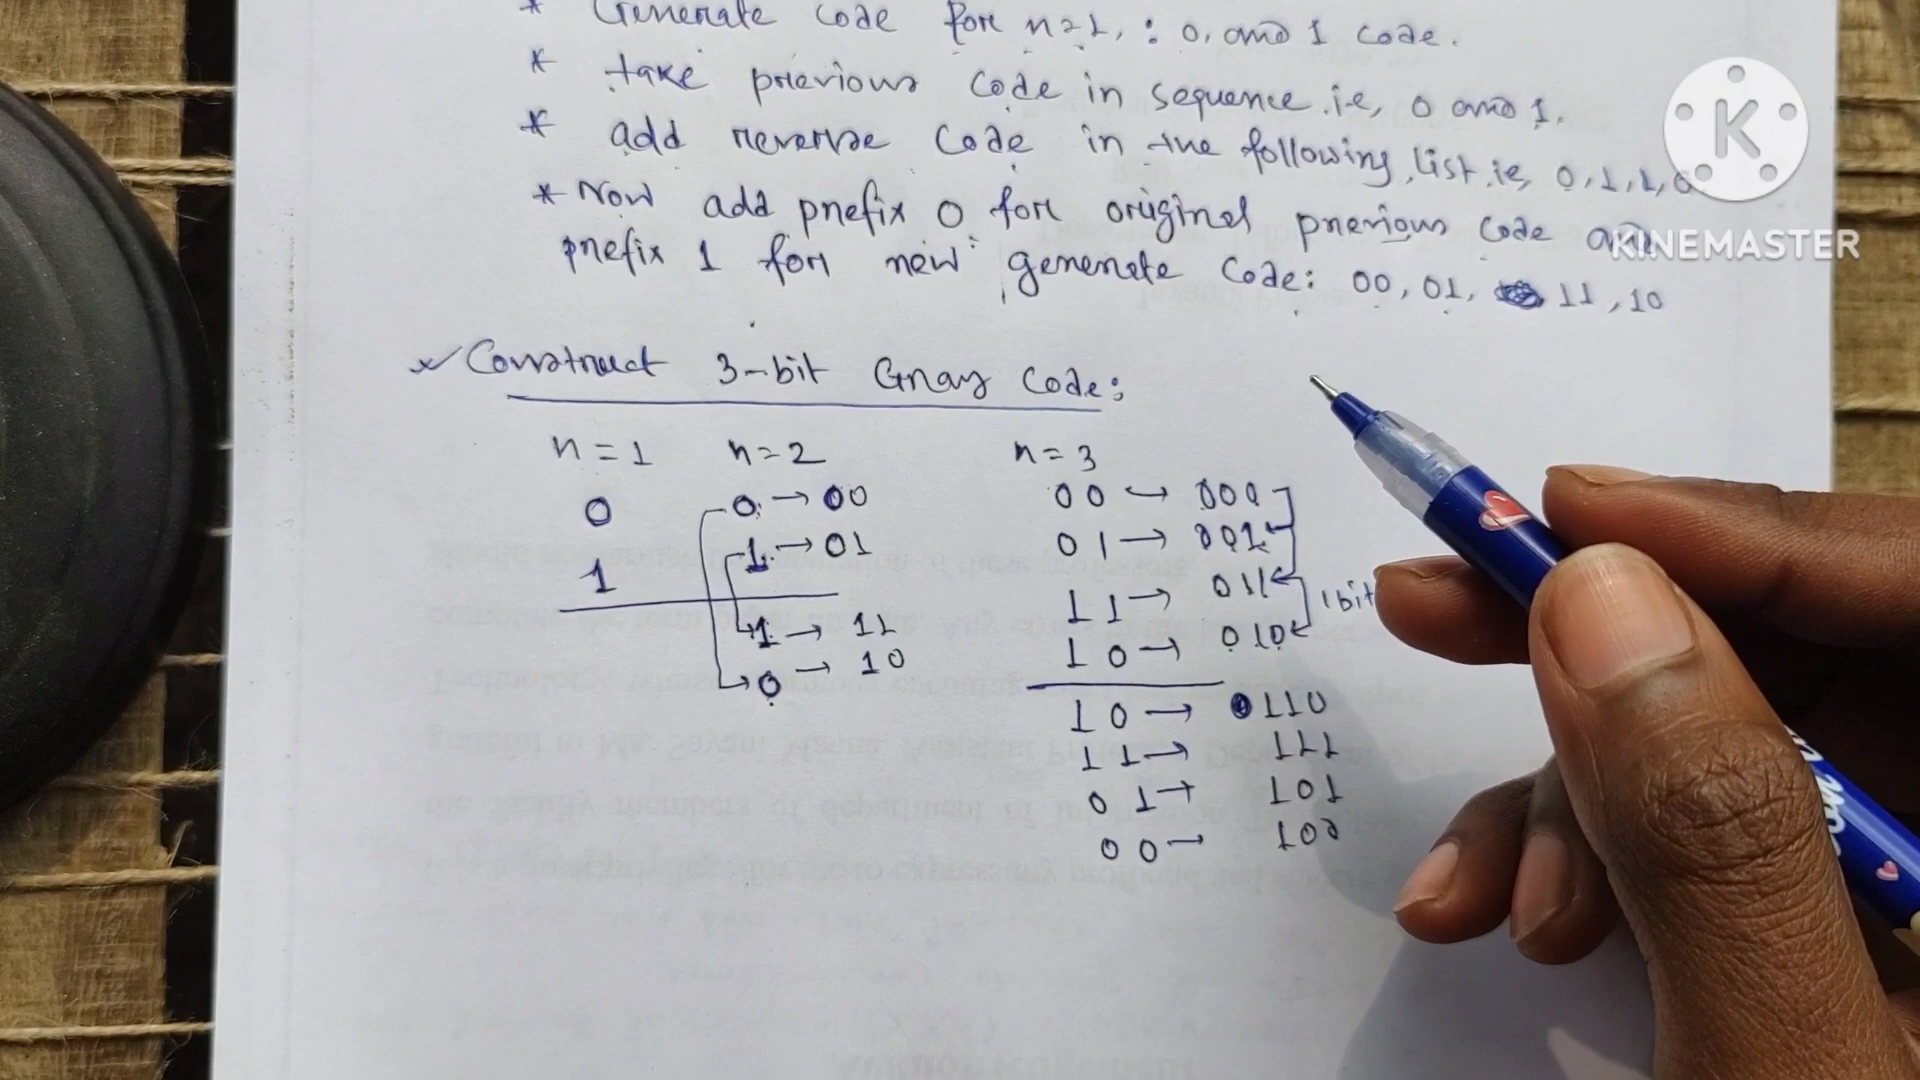 * Generate code for n=1, : 0, and 1 code.
* take previous code in sequence i.e, 0 and 1.
* add reverse code in the following list i.e, 0, 1, 1, 0
* Now add prefix 0 for original previous code and
prefix 1 for new generate code: 00, 01, 11, 10
KINEMASTER
Construct 3-bit Gray Code:
n = 1 n = 2 n = 3
0 0 → 00 00 → 000
1 1 → 01 01 → 001
1 → 11 11 → 011 1 bit
0 → 10 10 → 010
10 → 110
11 → 111
01 → 101
00 → 100